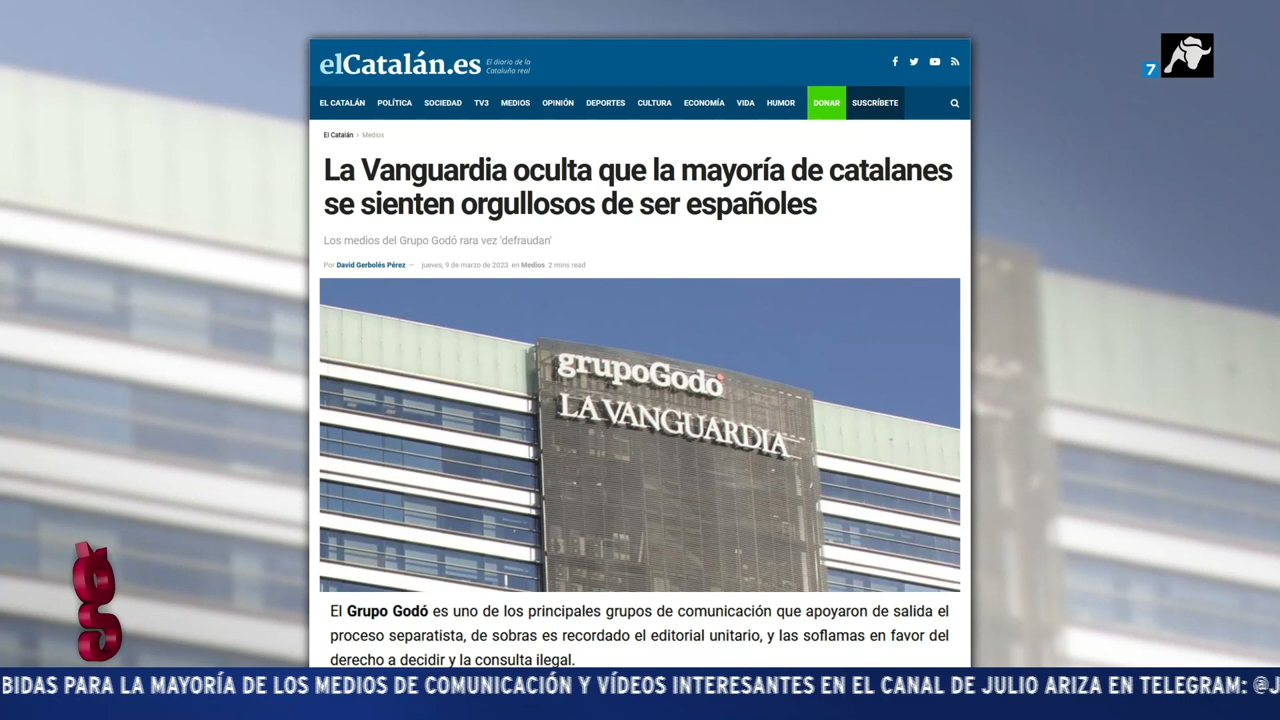 elCatalán.es
El diario de la
Cataluña real
7
EL CATALÁN POLÍTICA SOCIEDAD TV3 MEDIOS OPINIÓN DEPORTES CULTURA ECONOMÍA VIDA HUMOR DONAR SUSCRÍBETE
El Catalán > Medios
La Vanguardia oculta que la mayoría de catalanes
se sienten orgullosos de ser españoles
Los medios del Grupo Godó rara vez 'defraudan'
Por David Gerbolés Pérez — jueves, 9 de marzo de 2023 en Medios 2 mins read
grupoGodó
LA VANGUARDIA
El Grupo Godó es uno de los principales grupos de comunicación que apoyaron de salida el
proceso separatista, de sobras es recordado el editorial unitario, y las soflamas en favor del
derecho a decidir y la consulta ilegal.
g
BIDAS PARA LA MAYORÍA DE LOS MEDIOS DE COMUNICACIÓN Y VÍDEOS INTERESANTES EN EL CANAL DE JULIO ARIZA EN TELEGRAM: @J